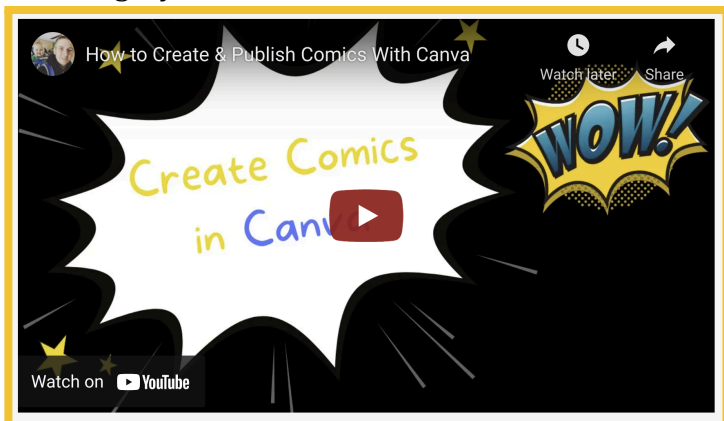 How to Create & Publish Comics With Canva
Watch later
Share
WOW!
Create Comics
in Canva
Watch on YouTube